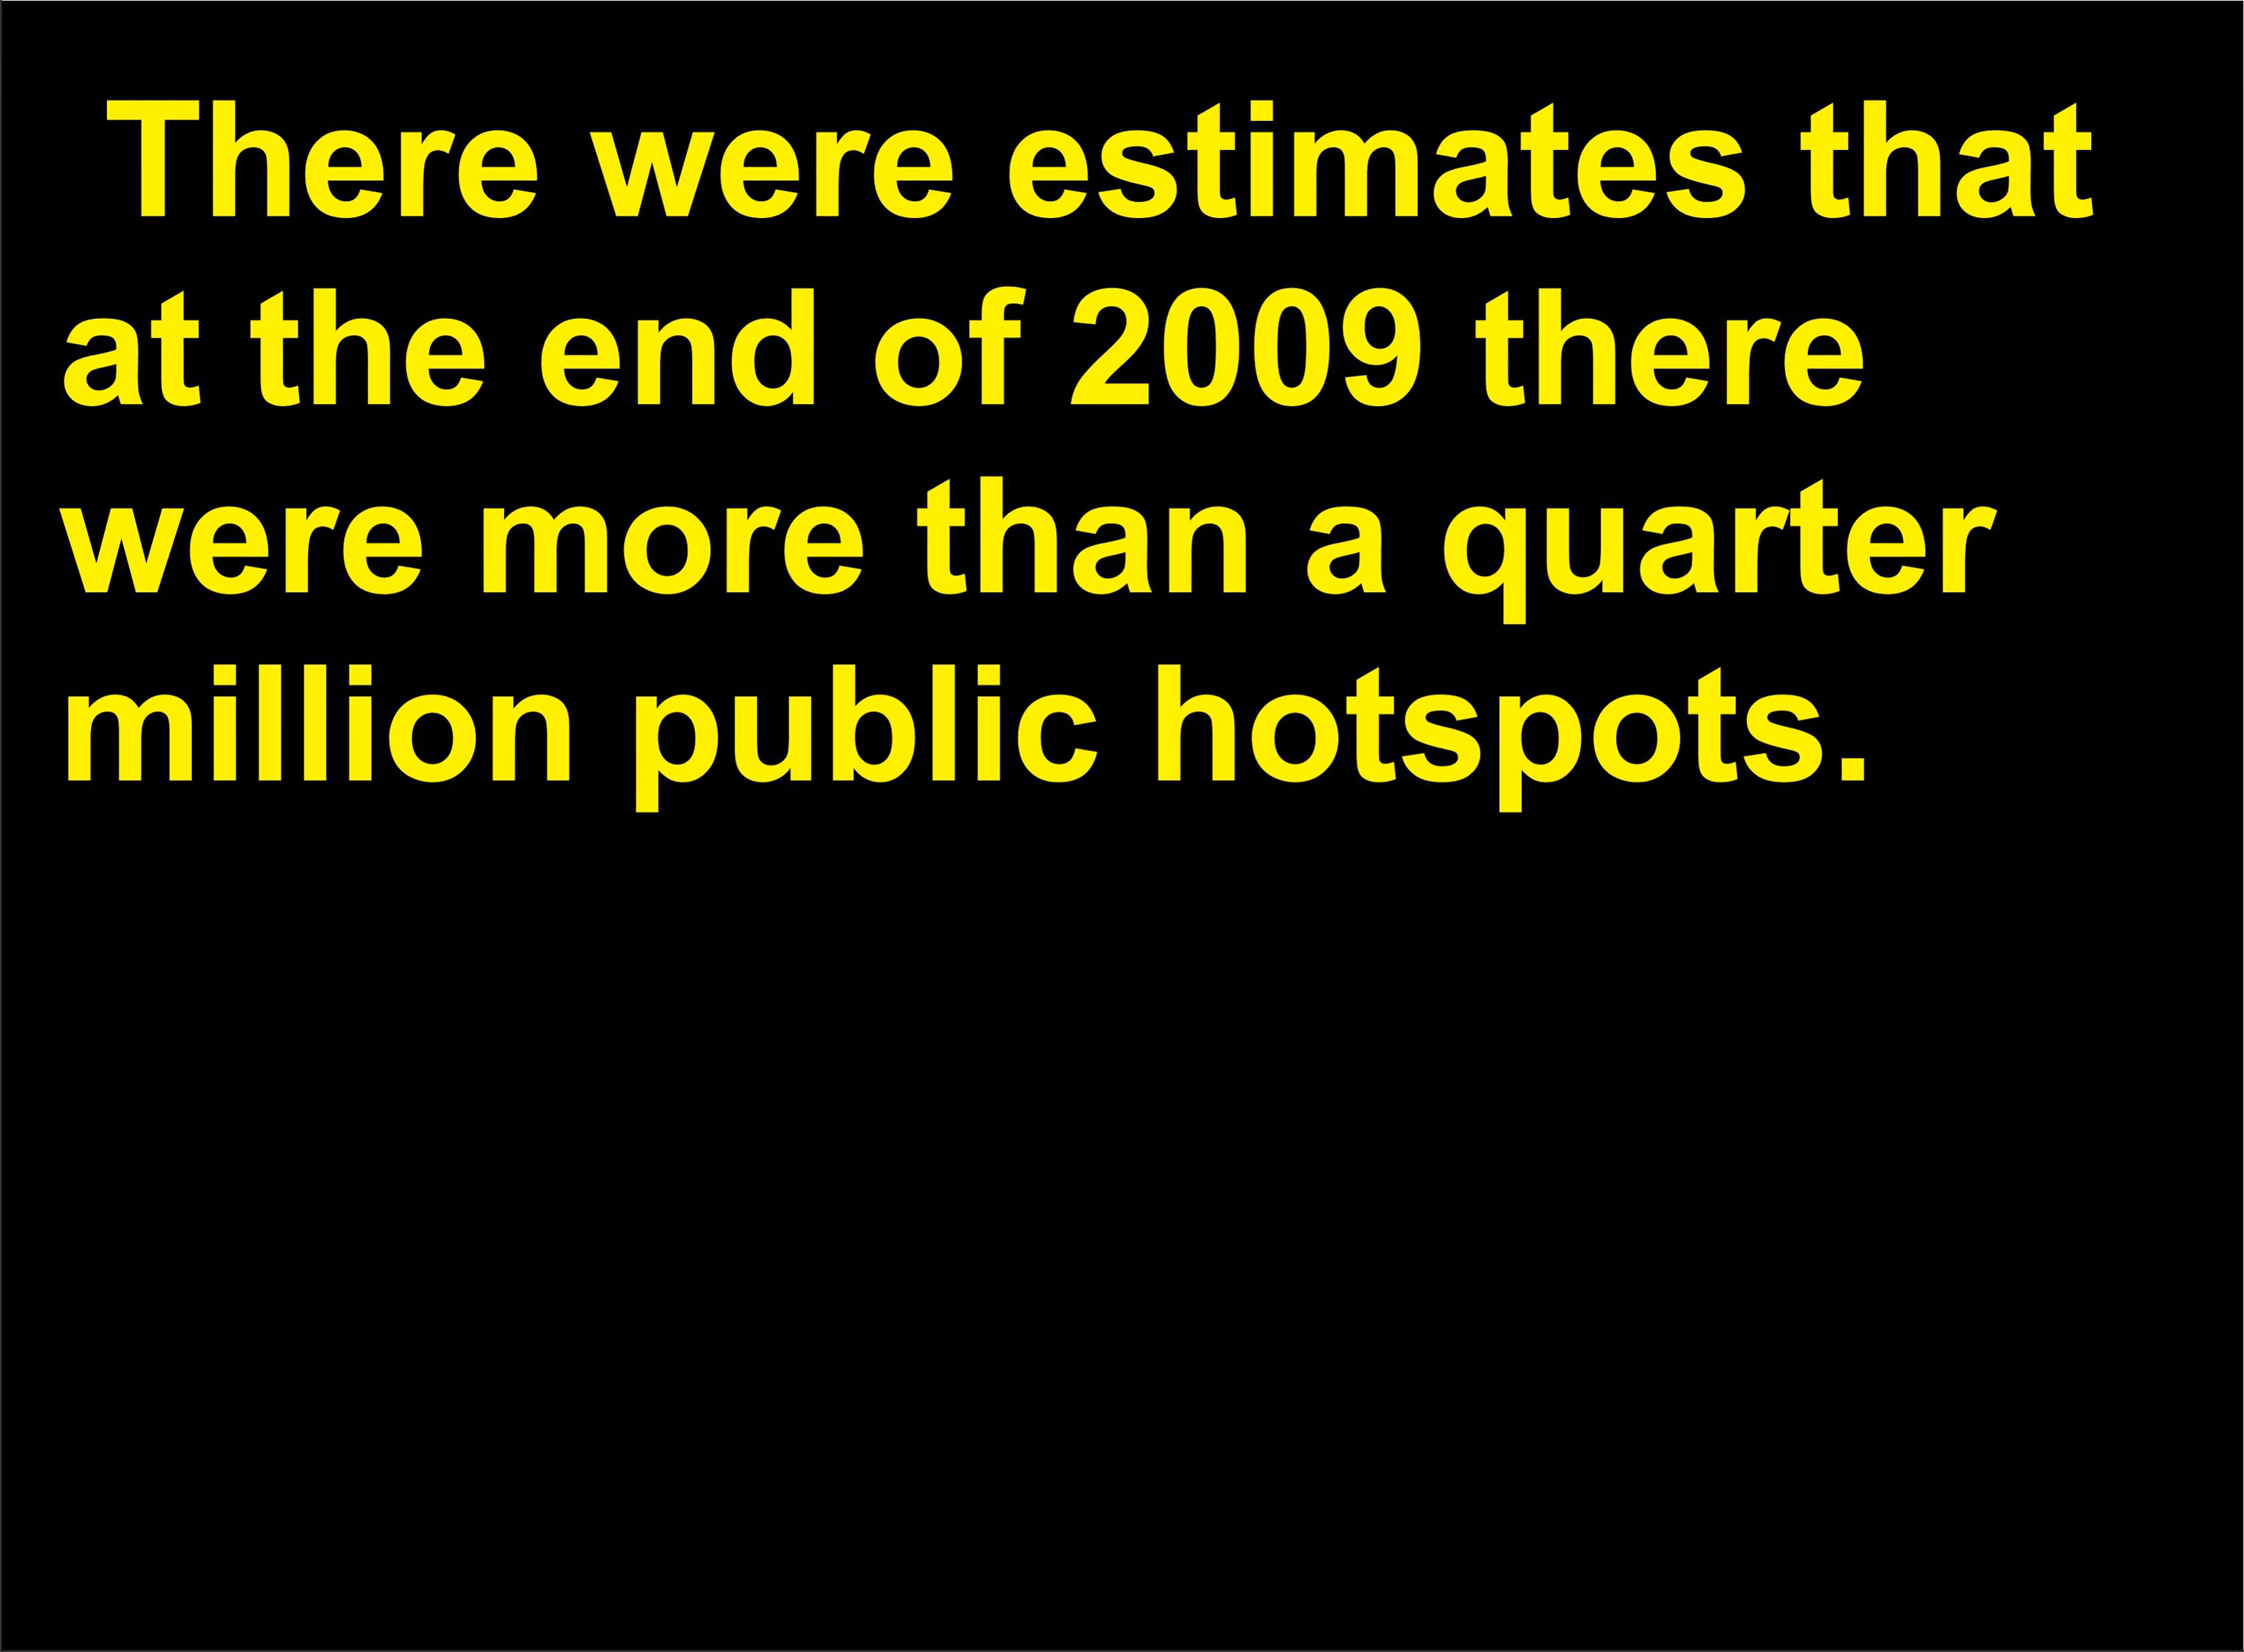 There were estimates that
at the end of 2009 there
were more than a quarter
million public hotspots.